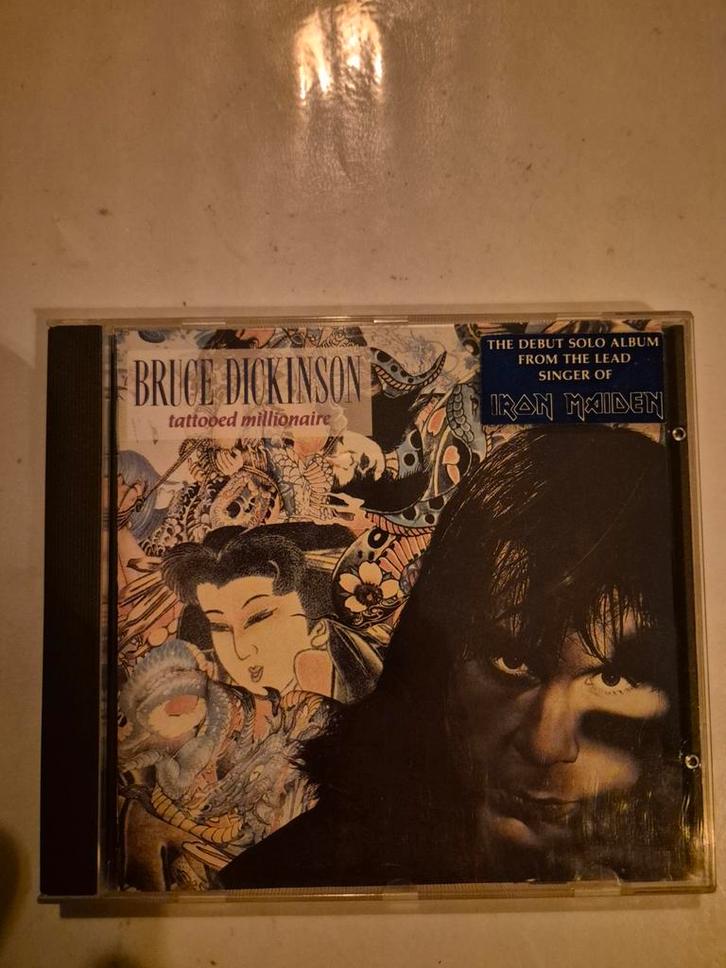 BRUCE DICKINSON
tattooed millionaire
THE DEBUT SOLO ALBUM
FROM THE LEAD
SINGER OF
IRON MAIDEN